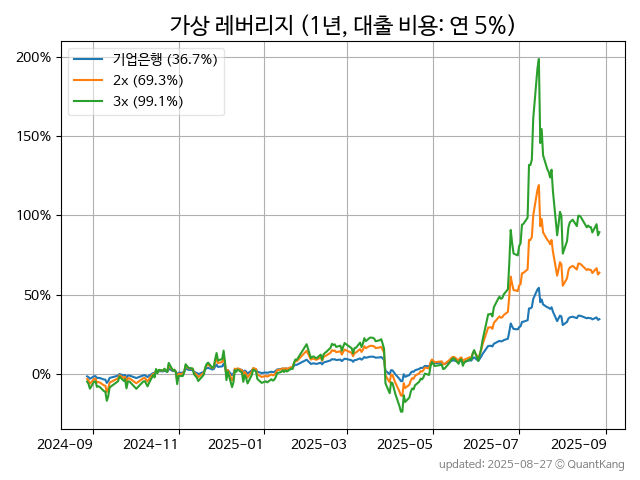 가상 레버리지 (1년, 대출 비용: 연 5%)
기업은행 (36.7%)
2x (69.3%)
3x (99.1%)
200%
150%
100%
50%
0%
2024-09 2024-11 2025-01 2025-03 2025-05 2025-07 2025-09
updated: 2025-08-27 © QuantKang